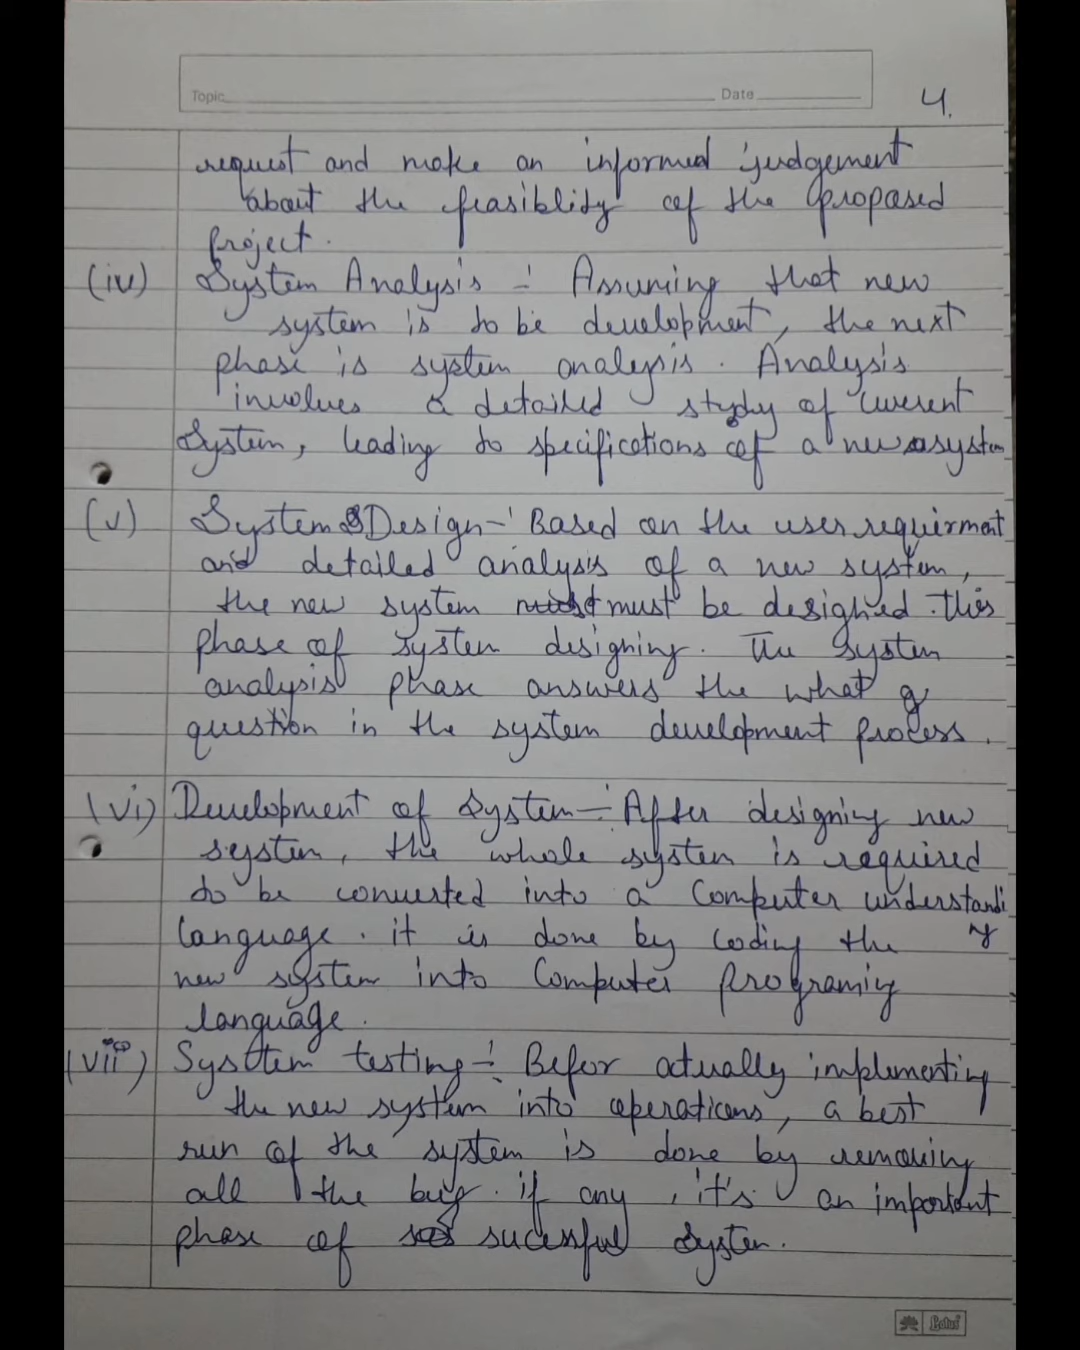 Topic Date
4.
request and make an informed judgement
about the feasiblity of the proposed
Project.
(iv) System Analysis :- Assuming that new
system is to be development, the next
phase is system analysis. Analysis
involves a detailed study of current
System, leading to specifications of a new system
(v) System Design :- Based on the user requirment
and detailed analysis of a new system,
the new system must be designed. this
phase of system designing. The system
analysis phase answers the what
question in the system development process.
(vi) Development of System :- After designing new
system, the whole system is required
to be converted into a Computer understandi
language. it is done by coding the
new system into Computer programiy
language.
(vii) Systtem testing :- Befor actually implementing
the new system into operations, a best
run of the system is done by removing
all the bug. if any, it's an important
phase of sucessful system.
Lotus